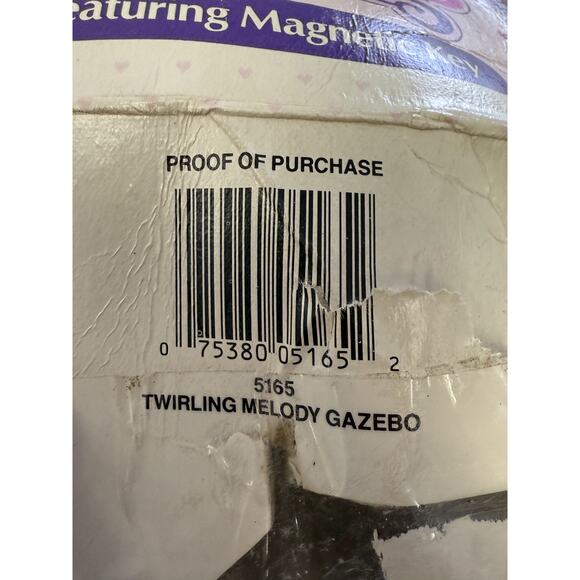 eaturing Magnetic Key
PROOF OF PURCHASE
0 75380 05165 2
5165
TWIRLING MELODY GAZEBO